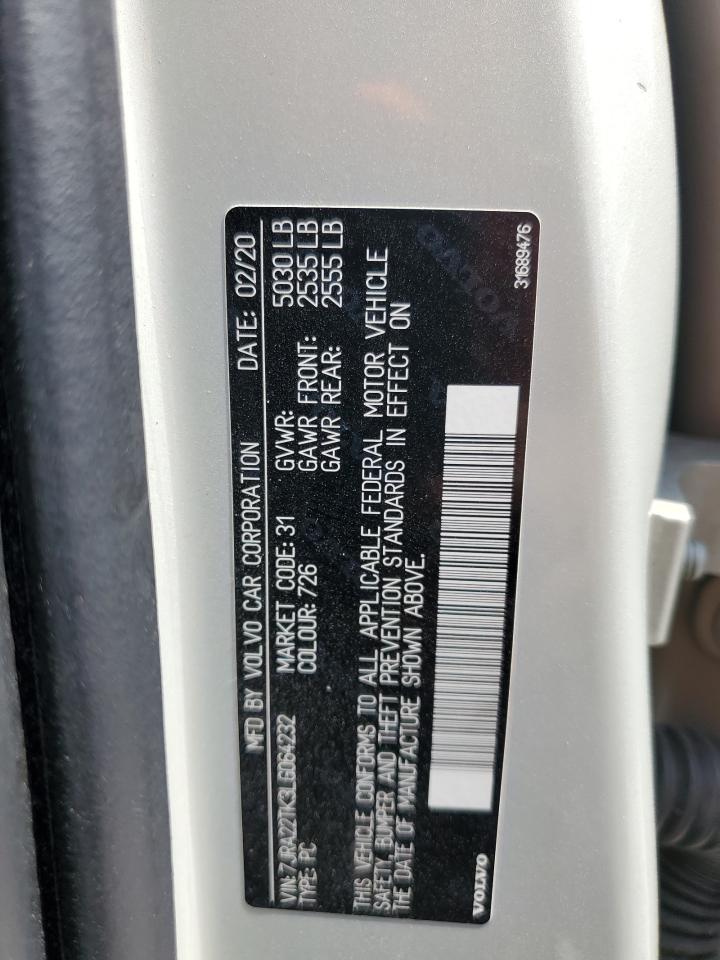 MFD BY VOLVO CAR CORPORATION DATE: 02/20
VIN: 7JRA22TK3LG064232 MARKET CODE: 31 GVWR: 5030 LB
TYPE: PC COLOUR: 726 GAWR FRONT: 2535 LB
GAWR REAR: 2555 LB
THIS VEHICLE CONFORMS TO ALL APPLICABLE FEDERAL MOTOR VEHICLE
SAFETY, BUMPER AND THEFT PREVENTION STANDARDS IN EFFECT ON
THE DATE OF MANUFACTURE SHOWN ABOVE.
VOLVO 31689476